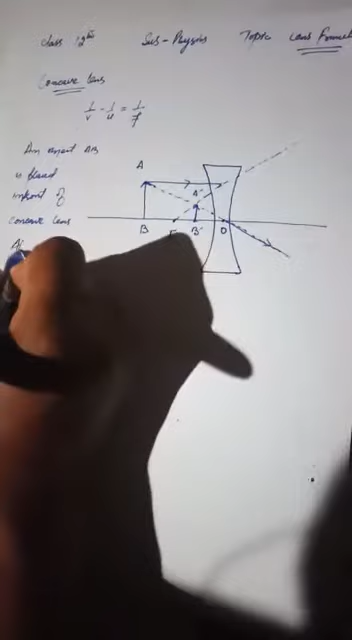 Class 12th Sub - Physics Topic Lens Formula
Concave lens
1/v - 1/u = 1/f
An object AB
is placed
infront of
concave lens
A
A'
B
F
B'
O